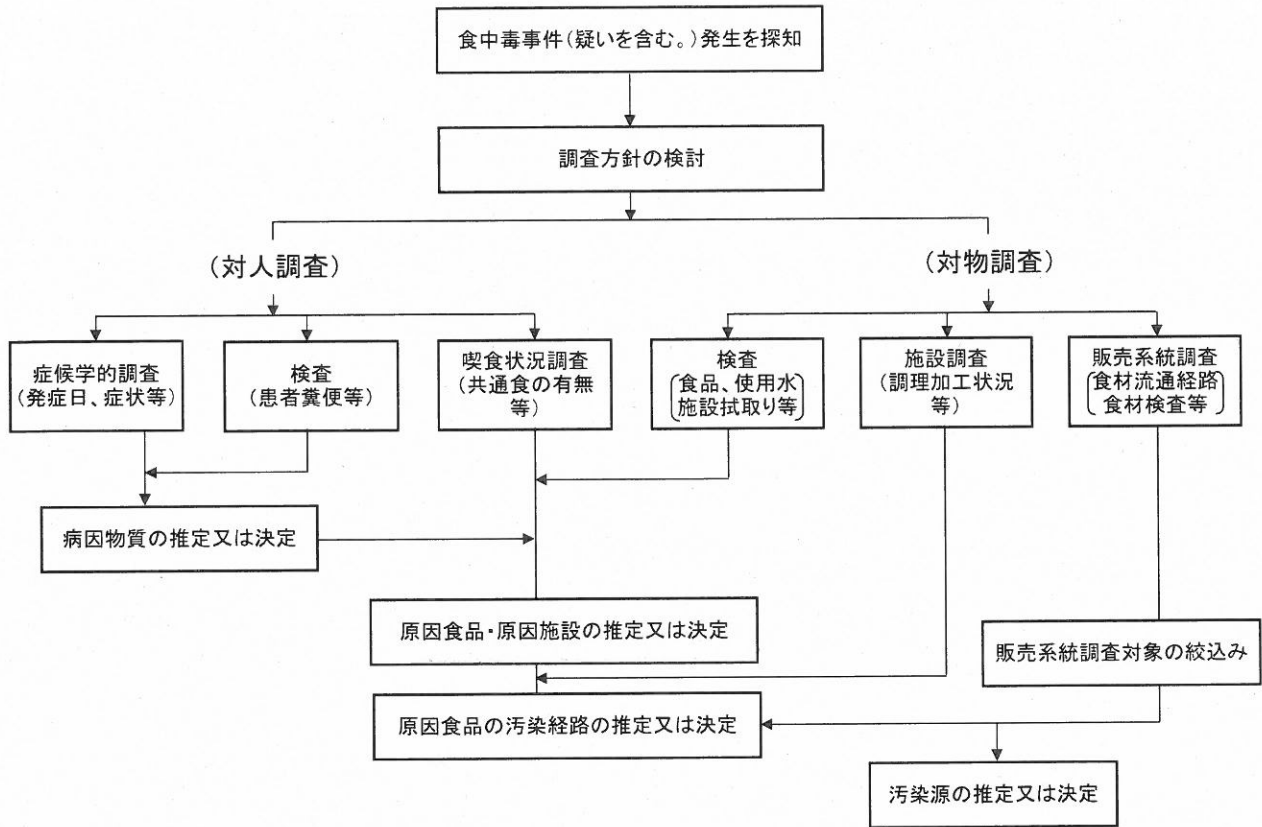 食中毒事件(疑いを含む。)発生を探知
調査方針の検討
(対人調査)
(対物調査)
症候学的調査
(発症日、症状等)
検査
(患者糞便等)
喫食状況調査
(共通食の有無
等)
検査
食品、使用水
施設拭取り等
施設調査
(調理加工状況
等)
販売系統調査
食材流通経路
食材検査等
病因物質の推定又は決定
原因食品・原因施設の推定又は決定
販売系統調査対象の絞込み
原因食品の汚染経路の推定又は決定
汚染源の推定又は決定